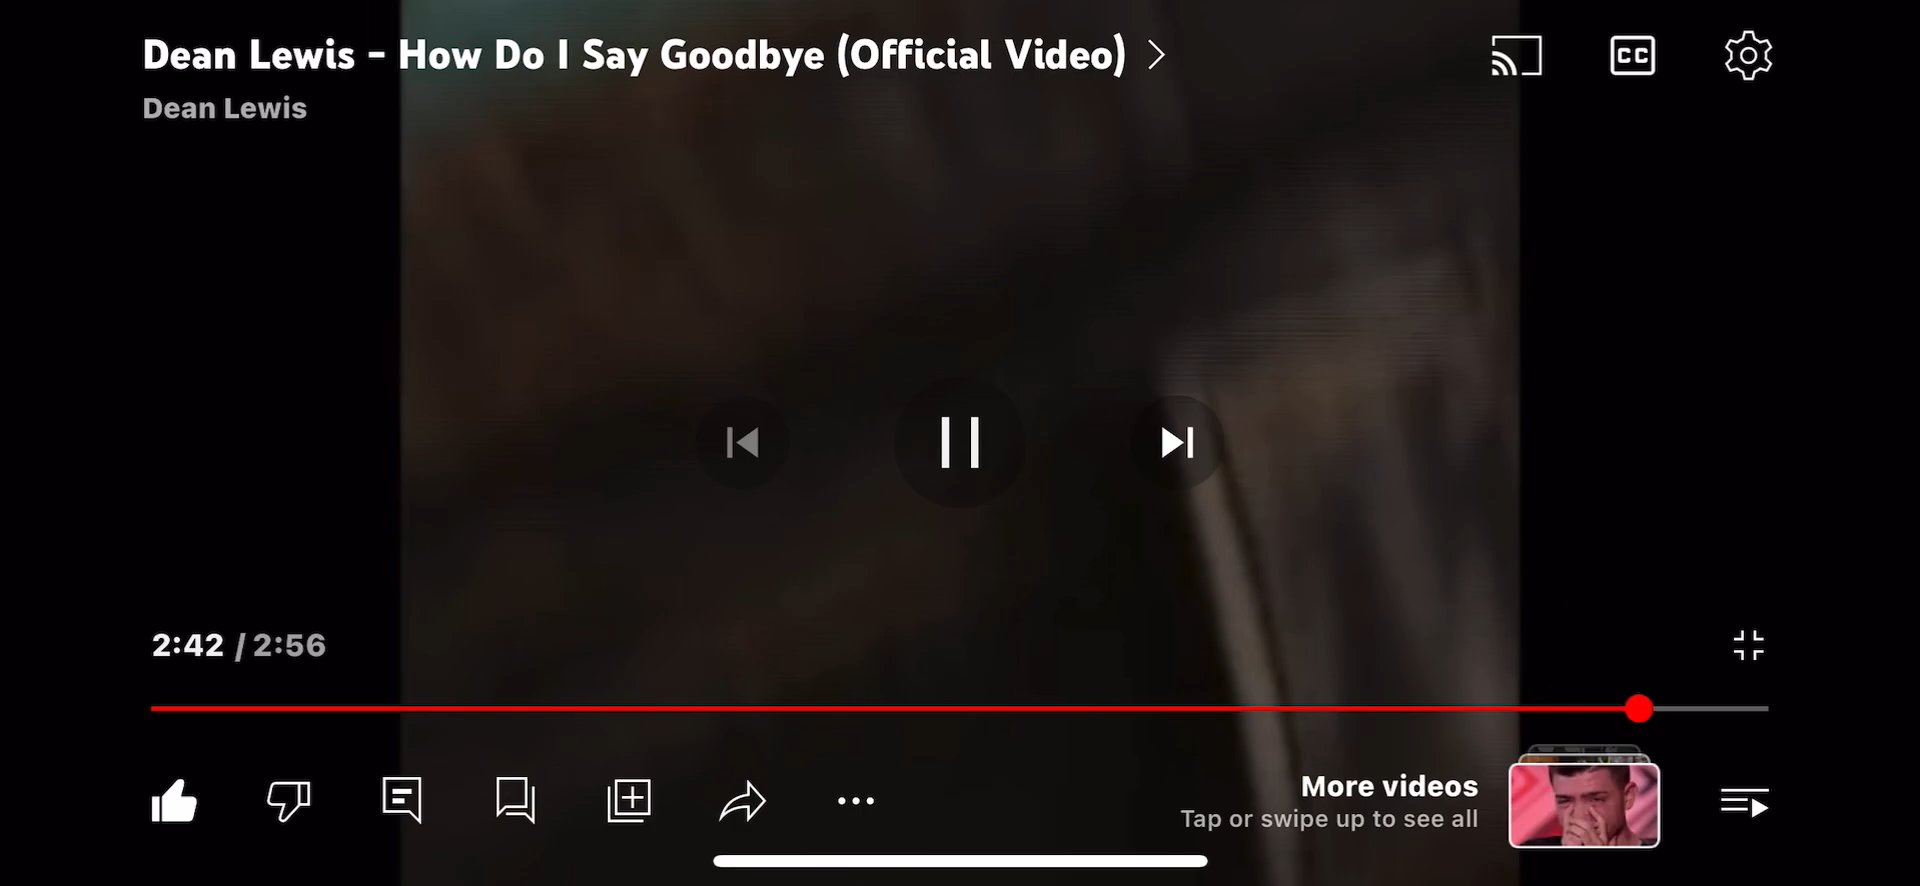 Dean Lewis - How Do I Say Goodbye (Official Video)
Dean Lewis
CC
2:42 / 2:56
More videos
Tap or swipe up to see all